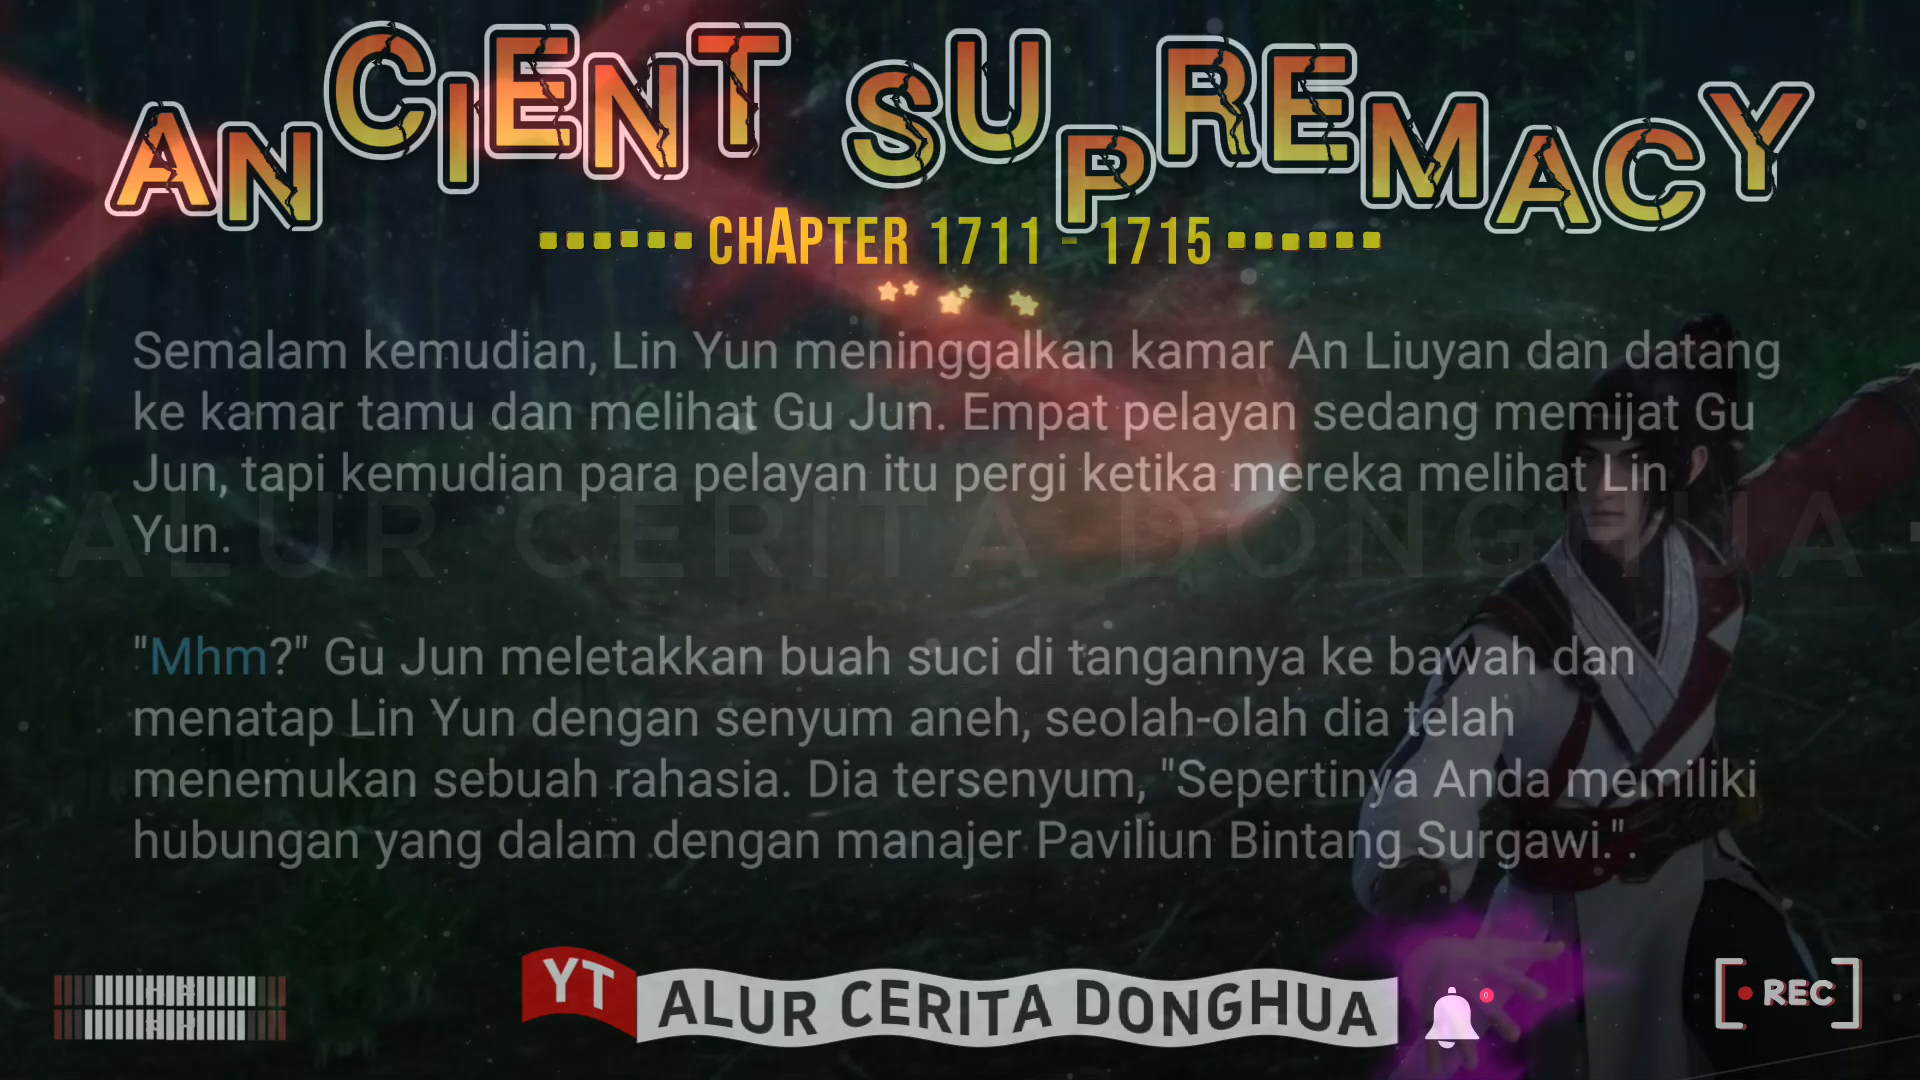 ANCIENT SUPREMACY
CHAPTER 1711 - 1715
Semalam kemudian, Lin Yun meninggalkan kamar An Liuyan dan datang
ke kamar tamu dan melihat Gu Jun. Empat pelayan sedang memijat Gu
Jun, tapi kemudian para pelayan itu pergi ketika mereka melihat Lin
Yun.
ALUR CERITA DONGHUA
"Mhm?" Gu Jun meletakkan buah suci di tangannya ke bawah dan
menatap Lin Yun dengan senyum aneh, seolah-olah dia telah
menemukan sebuah rahasia. Dia tersenyum, "Sepertinya Anda memiliki
hubungan yang dalam dengan manajer Paviliun Bintang Surgawi.".
YT ALUR CERITA DONGHUA
0
REC